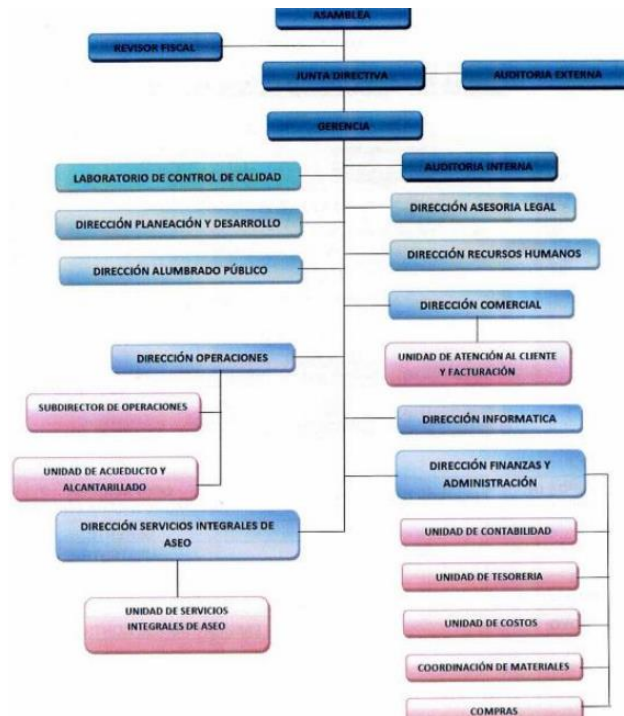 ASAMBLEA
REVISOR FISCAL
JUNTA DIRECTIVA
AUDITORIA EXTERNA
GERENCIA
AUDITORIA INTERNA
LABORATORIO DE CONTROL DE CALIDAD
DIRECCIÓN ASESORIA LEGAL
DIRECCIÓN PLANEACIÓN Y DESARROLLO
DIRECCIÓN RECURSOS HUMANOS
DIRECCIÓN ALUMBRADO PÚBLICO
DIRECCIÓN COMERCIAL
DIRECCIÓN OPERACIONES
UNIDAD DE ATENCIÓN AL CLIENTE
Y FACTURACIÓN
SUBDIRECTOR DE OPERACIONES
DIRECCIÓN INFORMATICA
UNIDAD DE ACUEDUCTO Y
ALCANTARILLADO
DIRECCIÓN FINANZAS Y
ADMINISTRACIÓN
DIRECCIÓN SERVICIOS INTEGRALES DE
ASEO
UNIDAD DE CONTABILIDAD
UNIDAD DE TESORERIA
UNIDAD DE SERVICIOS
INTEGRALES DE ASEO
UNIDAD DE COSTOS
COORDINACIÓN DE MATERIALES
COMPRAS